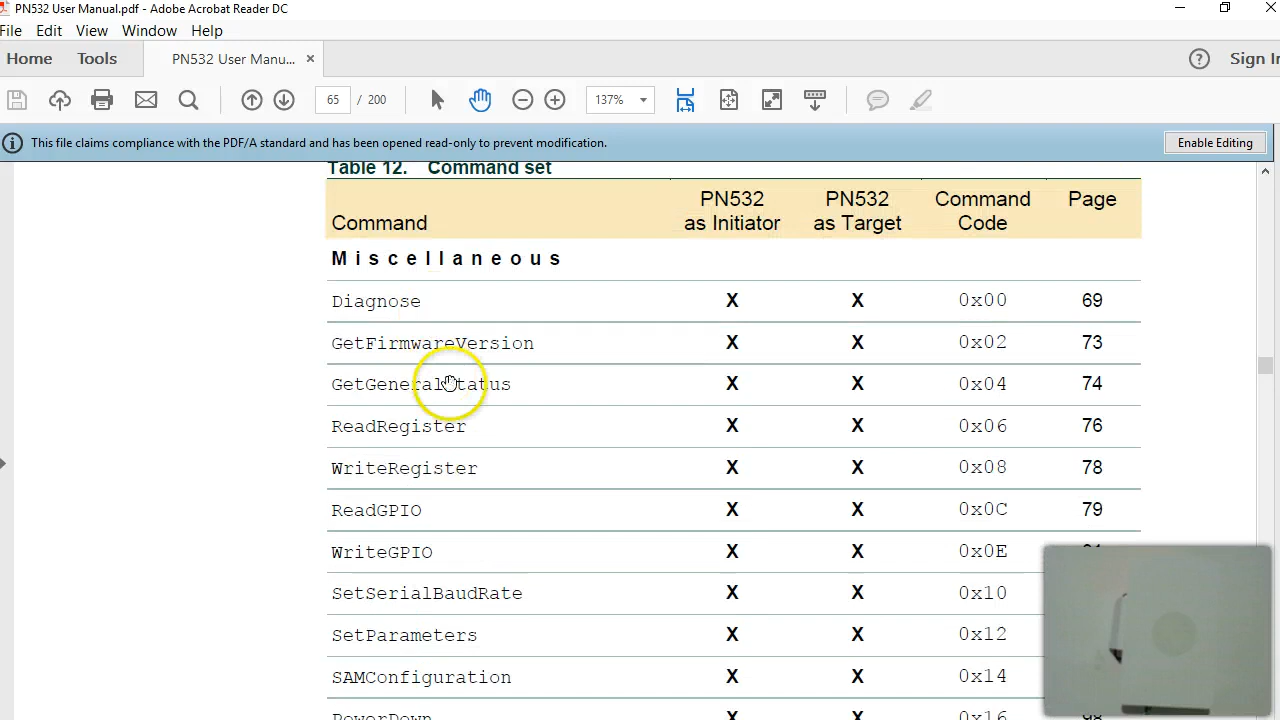 PN532 User Manual.pdf - Adobe Acrobat Reader DC
File Edit View Window Help
Home Tools PN532 User Manu... ×
? Sign In
65 / 200 137%
This file claims compliance with the PDF/A standard and has been opened read-only to prevent modification. Enable Editing
Table 12. Command set
Command PN532 as Initiator PN532 as Target Command Code Page
Miscellaneous
Diagnose X X 0x00 69
GetFirmwareVersion X X 0x02 73
GetGeneralStatus X X 0x04 74
ReadRegister X X 0x06 76
WriteRegister X X 0x08 78
ReadGPIO X X 0x0C 79
WriteGPIO X X 0x0E
SetSerialBaudRate X X 0x10
SetParameters X X 0x12
SAMConfiguration X X 0x14
PowerDown X X 0x16 98